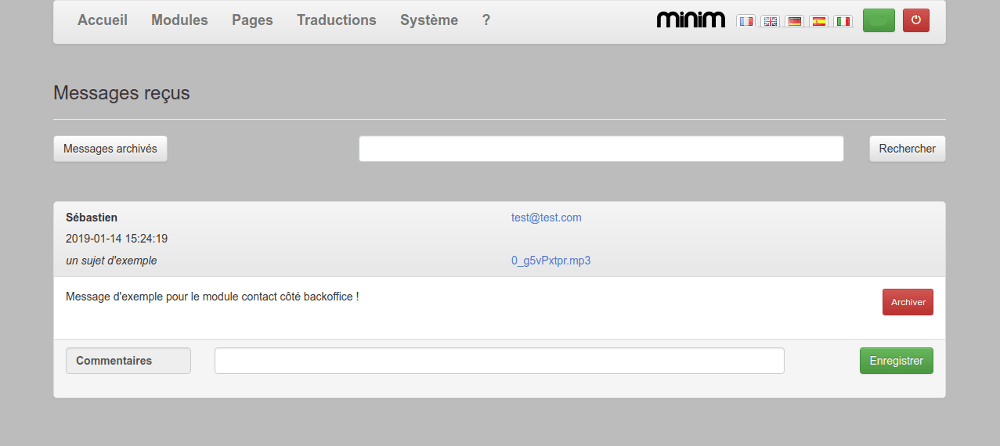 Accueil Modules Pages Traductions Système ? minim
Messages reçus
Messages archivés Rechercher
Sébastien test@test.com
2019-01-14 15:24:19
un sujet d'exemple 0_g5vPxtpr.mp3
Message d'exemple pour le module contact côté backoffice ! Archiver
Commentaires Enregistrer